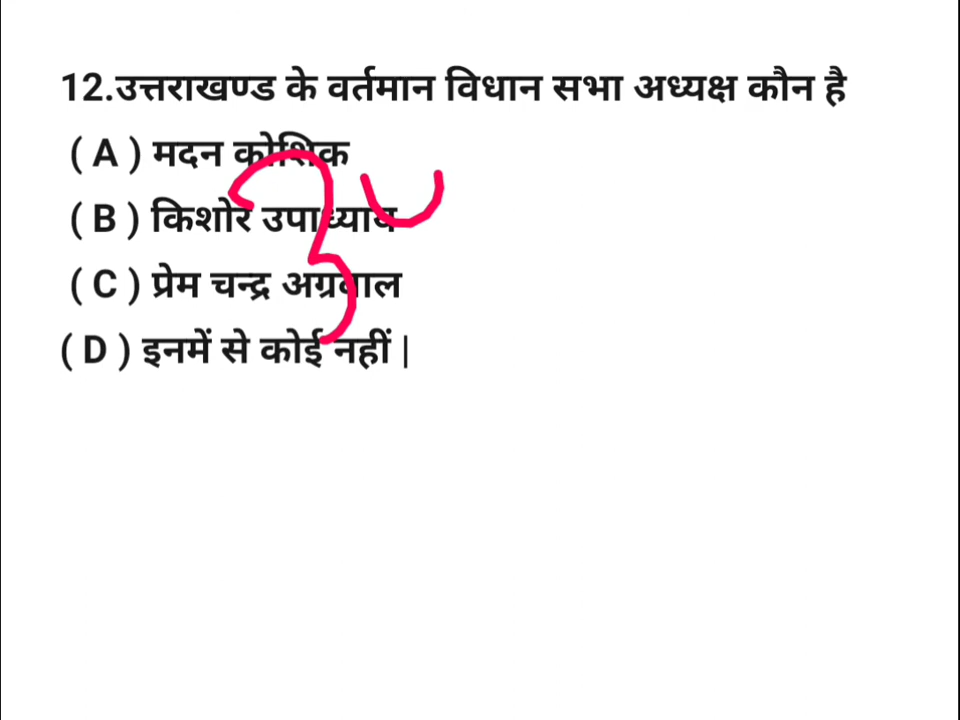 12.उत्तराखण्ड के वर्तमान विधान सभा अध्यक्ष कौन है
( A ) मदन कोशिक
( B ) किशोर उपाध्याय
( C ) प्रेम चन्द्र अग्रवाल
( D ) इनमें से कोई नहीं |